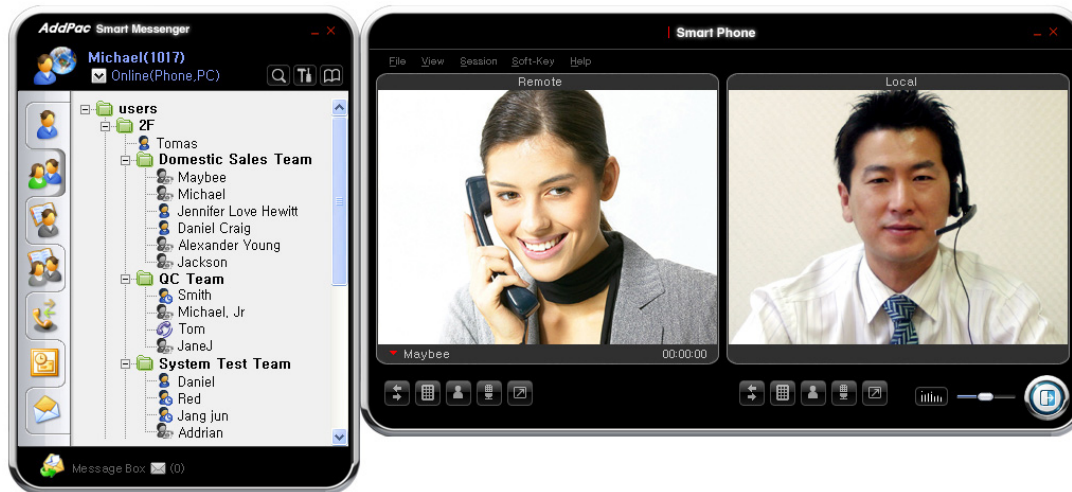 AddPac Smart Messenger
Michael(1017)
Online(Phone,PC)
users
2F
Tomas
Domestic Sales Team
Maybee
Michael
Jennifer Love Hewitt
Daniel Craig
Alexander Young
Jackson
QC Team
Smith
Michael, Jr
Tom
JaneJ
System Test Team
Daniel
Red
Jang jun
Addrian
Message Box (0)
Smart Phone
File View Session Soft-Key Help
Remote
Local
Maybee 00:00:00